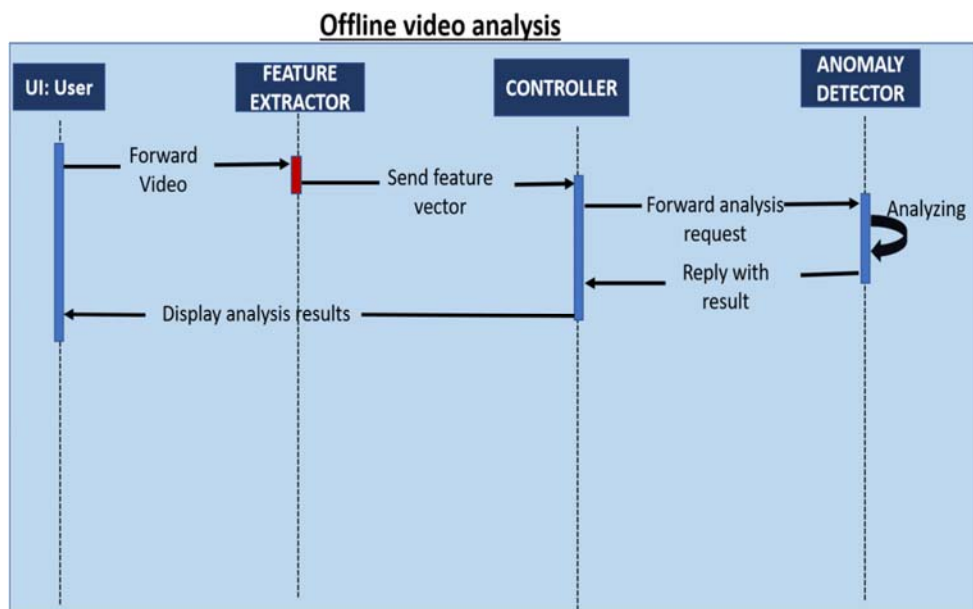 Offline video analysis
UI: User
FEATURE
EXTRACTOR
CONTROLLER
ANOMALY
DETECTOR
Forward
Video
Send feature
vector
Forward analysis
request
Analyzing
Reply with
result
Display analysis results